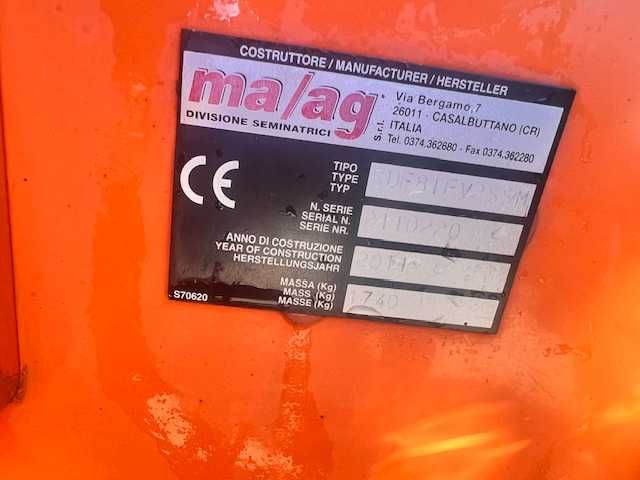 COSTRUTTORE / MANUFACTURER / HERSTELLER
ma/ag S.r.l.
DIVISIONE SEMINATRICI
Via Bergamo,7
26011 - CASALBUTTANO (CR)
ITALIA
Tel. 0374.362680 - Fax 0374.362280
CE
TIPO
TYPE
TYP
N. SERIE
SERIAL N.
SERIE NR.
ANNO DI COSTRUZIONE
YEAR OF CONSTRUCTION
HERSTELLUNGSJAHR
MASSA (Kg)
MASS (Kg)
MASSE (Kg)
1740
S70620